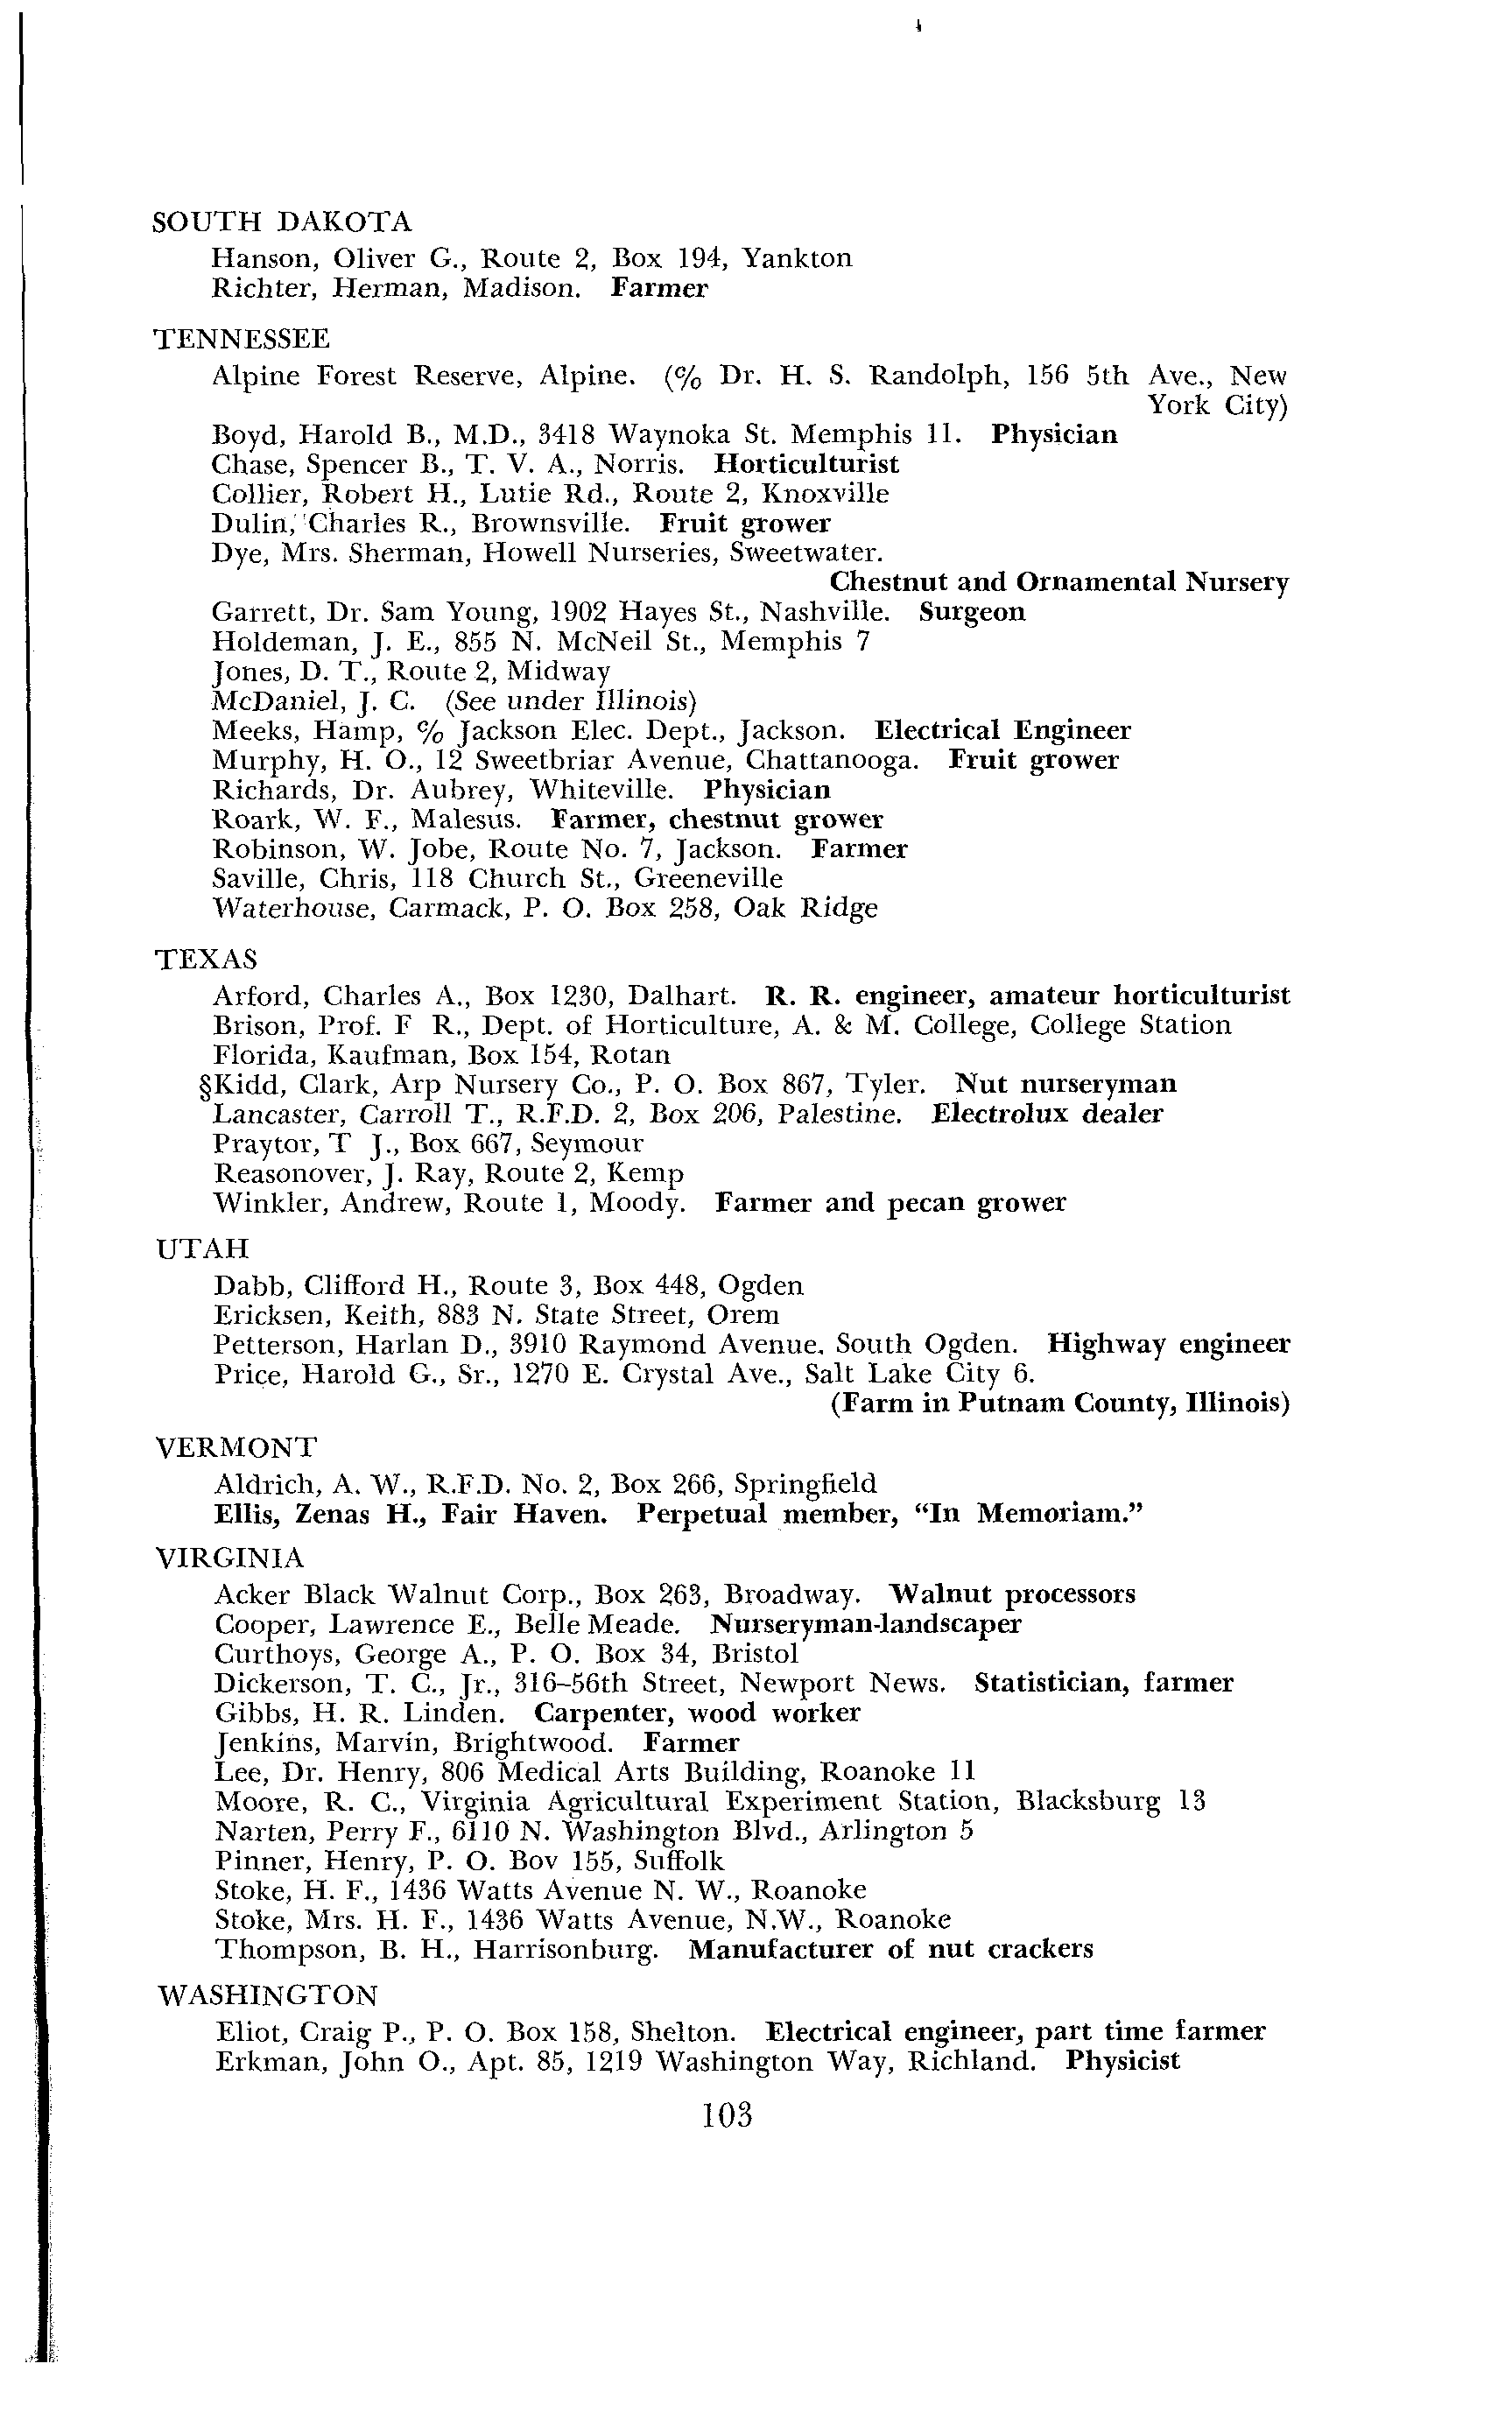 SOUTH DAKOTA
Hanson, Oliver G., Route 2, Box 194, Yankton
Richter, Herman, Madison. Farmer
TENNESSEE
Alpine Forest Reserve, Alpine. (% Dr. H. S. Randolph, 156 5th Ave., New
York City)
Boyd, Harold B., M.D., 3418 Waynoka St. Memphis 11. Physician
Chase, Spencer B., T. V. A., Norris. Horticulturist
Collier, Robert H., Lutie Rd., Route 2, Knoxville
Dulin, Charles R., Brownsville. Fruit grower
Dye, Mrs. Sherman, Howell Nurseries, Sweetwater.
Chestnut and Ornamental Nursery
Garrett, Dr. Sam Young, 1902 Hayes St., Nashville. Surgeon
Holdeman, J. E., 855 N. McNeil St., Memphis 7
Jones, D. T., Route 2, Midway
McDaniel, J. C. (See under Illinois)
Meeks, Hamp, % Jackson Elec. Dept., Jackson. Electrical Engineer
Murphy, H. O., 12 Sweetbriar Avenue, Chattanooga. Fruit grower
Richards, Dr. Aubrey, Whiteville. Physician
Roark, W. F., Malesus. Farmer, chestnut grower
Robinson, W. Jobe, Route No. 7, Jackson. Farmer
Saville, Chris, 118 Church St., Greeneville
Waterhouse, Carmack, P. O. Box 258, Oak Ridge
TEXAS
Arford, Charles A., Box 1230, Dalhart. R. R. engineer, amateur horticulturist
Brison, Prof. F R., Dept. of Horticulture, A. & M. College, College Station
Florida, Kaufman, Box 154, Rotan
§Kidd, Clark, Arp Nursery Co., P. O. Box 867, Tyler. Nut nurseryman
Lancaster, Carroll T., R.F.D. 2, Box 206, Palestine. Electrolux dealer
Praytor, T J., Box 667, Seymour
Reasonover, J. Ray, Route 2, Kemp
Winkler, Andrew, Route 1, Moody. Farmer and pecan grower
UTAH
Dabb, Clifford H., Route 3, Box 448, Ogden
Ericksen, Keith, 883 N. State Street, Orem
Petterson, Harlan D., 3910 Raymond Avenue. South Ogden. Highway engineer
Price, Harold G., Sr., 1270 E. Crystal Ave., Salt Lake City 6.
(Farm in Putnam County, Illinois)
VERMONT
Aldrich, A. W., R.F.D. No. 2, Box 266, Springfield
Ellis, Zenas H., Fair Haven. Perpetual member, “In Memoriam.”
VIRGINIA
Acker Black Walnut Corp., Box 263, Broadway. Walnut processors
Cooper, Lawrence E., Belle Meade. Nurseryman-landscaper
Curthoys, George A., P. O. Box 34, Bristol
Dickerson, T. C., Jr., 316–56th Street, Newport News. Statistician, farmer
Gibbs, H. R. Linden. Carpenter, wood worker
Jenkins, Marvin, Brightwood. Farmer
Lee, Dr. Henry, 806 Medical Arts Building, Roanoke 11
Moore, R. C., Virginia Agricultural Experiment Station, Blacksburg 13
Narten, Perry F., 6110 N. Washington Blvd., Arlington 5
Pinner, Henry, P. O. Bov 155, Suffolk
Stoke, H. F., 1436 Watts Avenue N. W., Roanoke
Stoke, Mrs. H. F., 1436 Watts Avenue, N.W., Roanoke
Thompson, B. H., Harrisonburg. Manufacturer of nut crackers
WASHINGTON
Eliot, Craig P., P. O. Box 158, Shelton. Electrical engineer, part time farmer
Erkman, John O., Apt. 85, 1219 Washington Way, Richland. Physicist
103